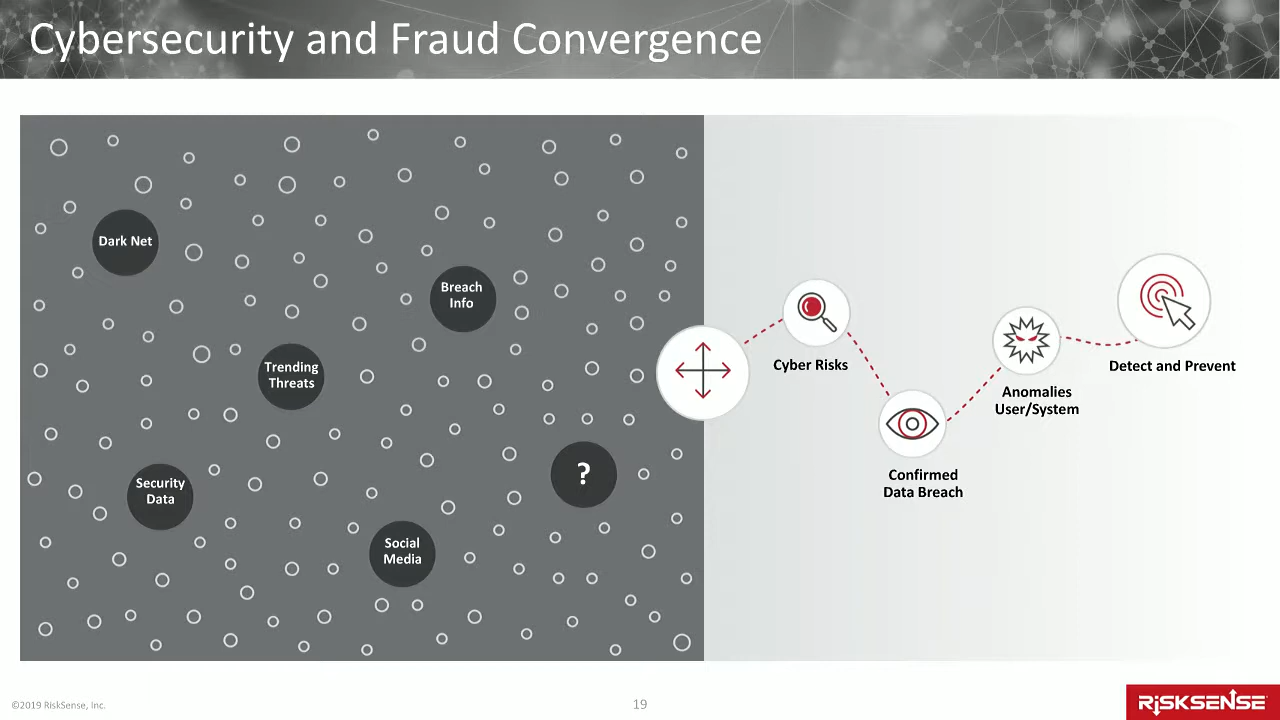 Cybersecurity and Fraud Convergence
Dark Net
Breach
Info
Trending
Threats
Security
Data
Social
Media
?
Cyber Risks
Confirmed
Data Breach
Anomalies
User/System
Detect and Prevent
©2019 RiskSense, Inc.
19
RISKSENSE